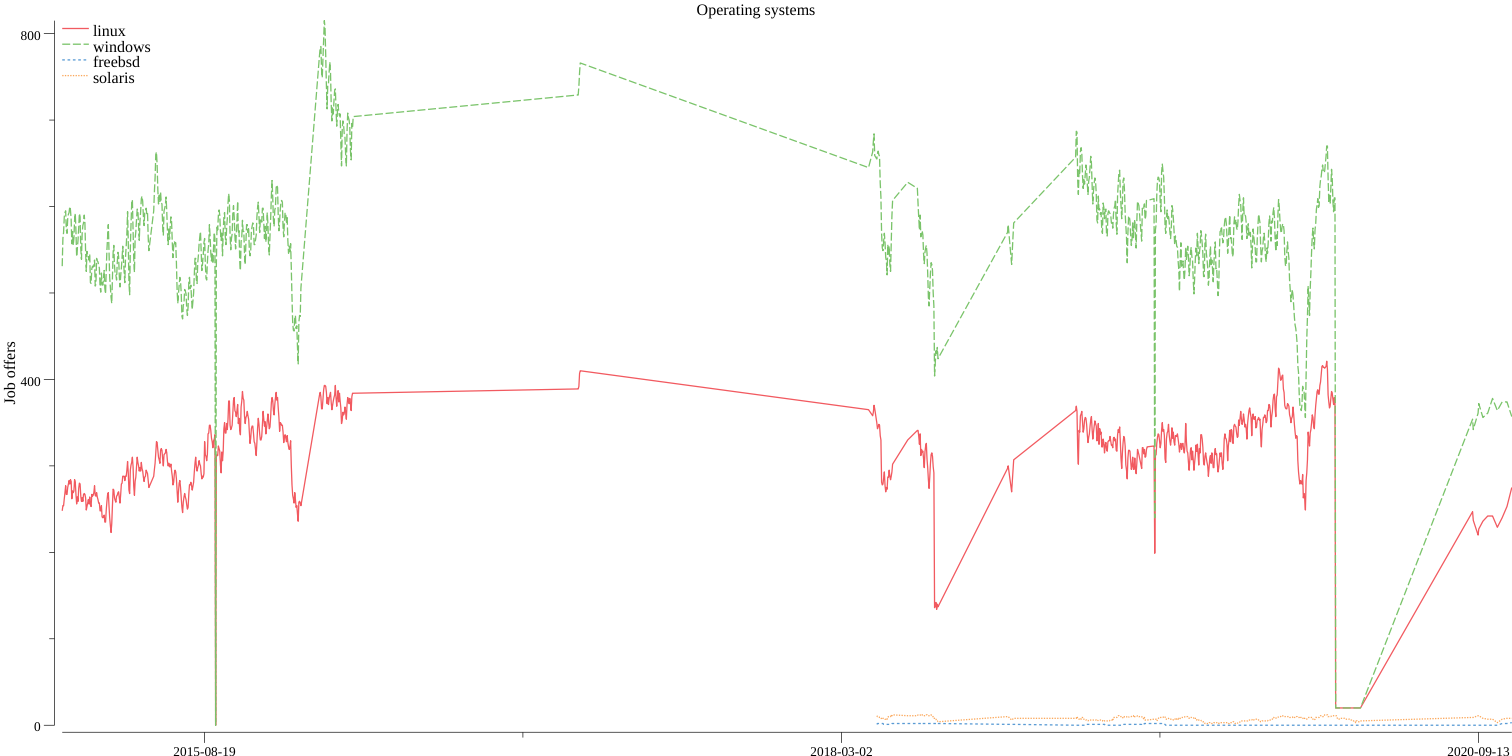 Operating systems
linux
windows
freebsd
solaris
800
400
0
Job offers
2015-08-19
2018-03-02
2020-09-13